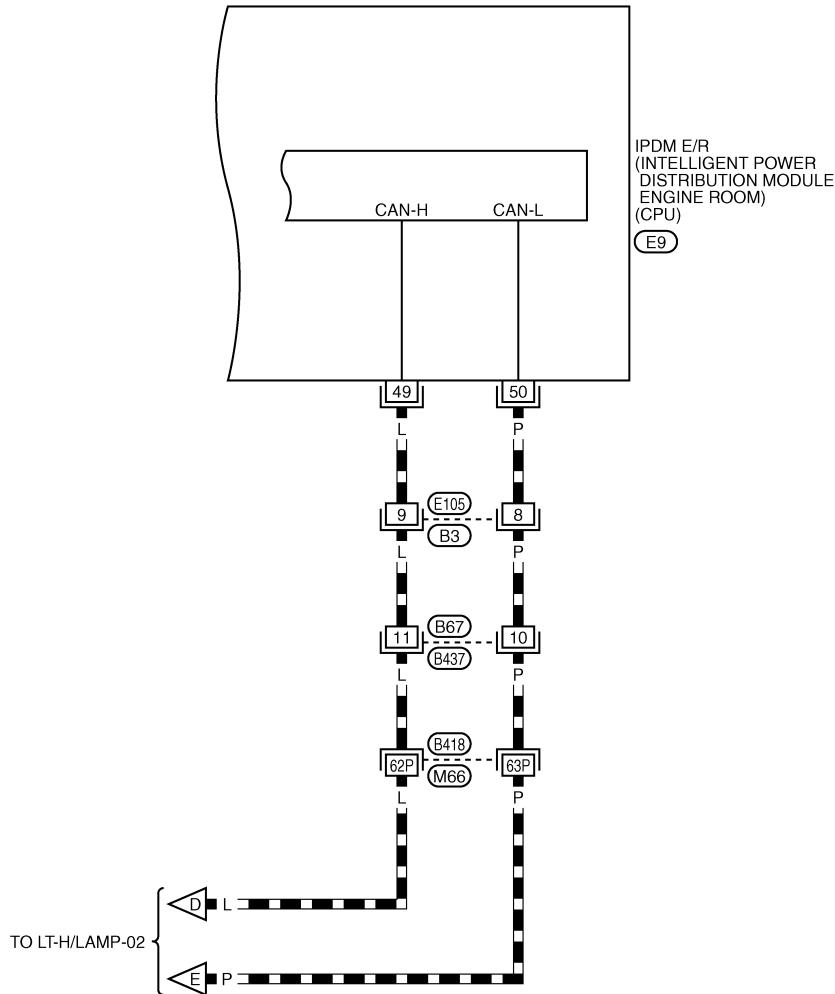 IPDM E/R
(INTELLIGENT POWER
DISTRIBUTION MODULE
ENGINE ROOM)
(CPU)
E9
CAN-H CAN-L
49 50
L P
9 E105 8
B3
L P
11 B67 10
B437
L P
62P B418 63P
M66
L P
D L
TO LT-H/LAMP-02
E P